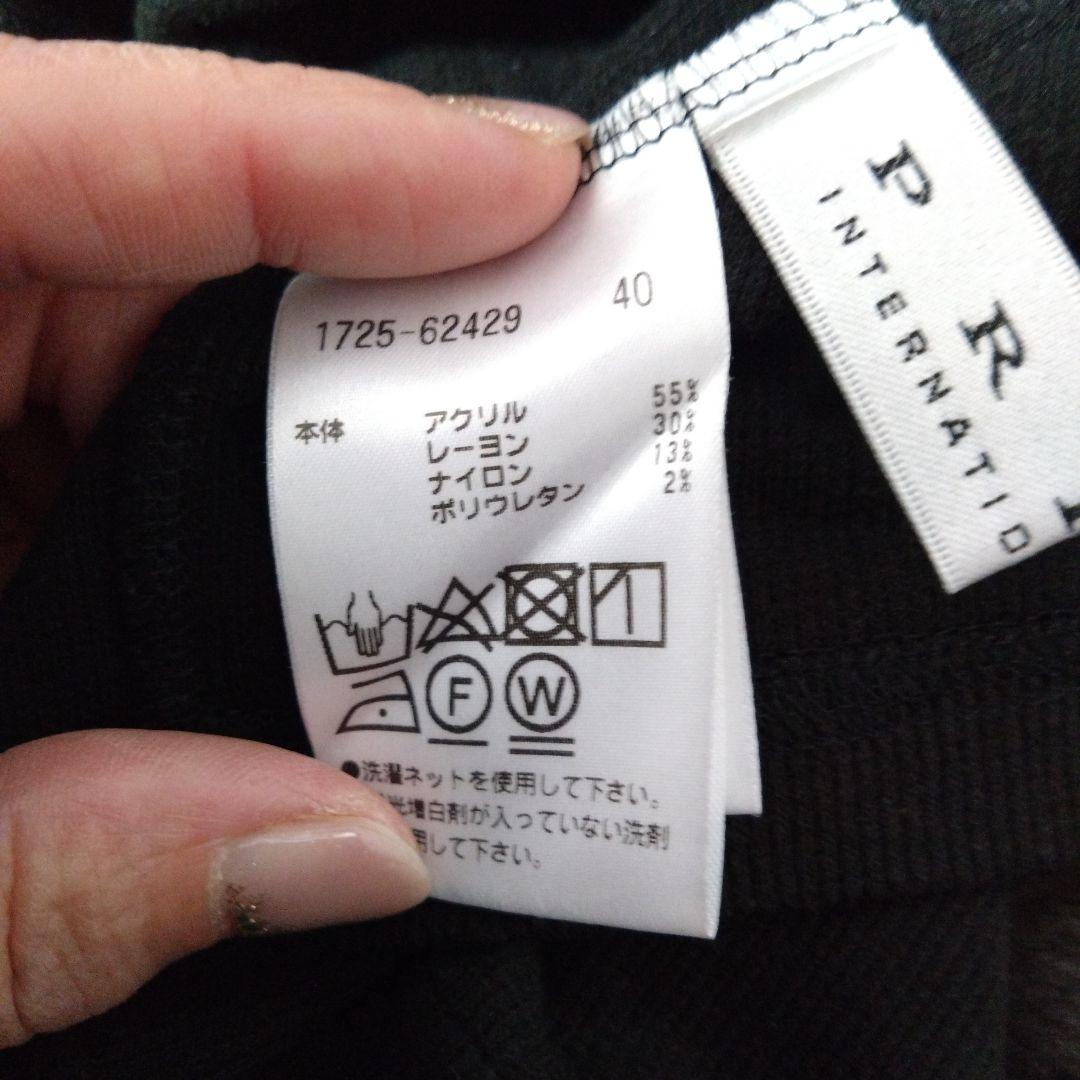 1725-62429 40
本体 アクリル 55%
レーヨン 30%
ナイロン 13%
ポリウレタン 2%
F W
●洗濯ネットを使用して下さい。
光増白剤が入っていない洗剤
用して下さい。
P R
INTERNATIO